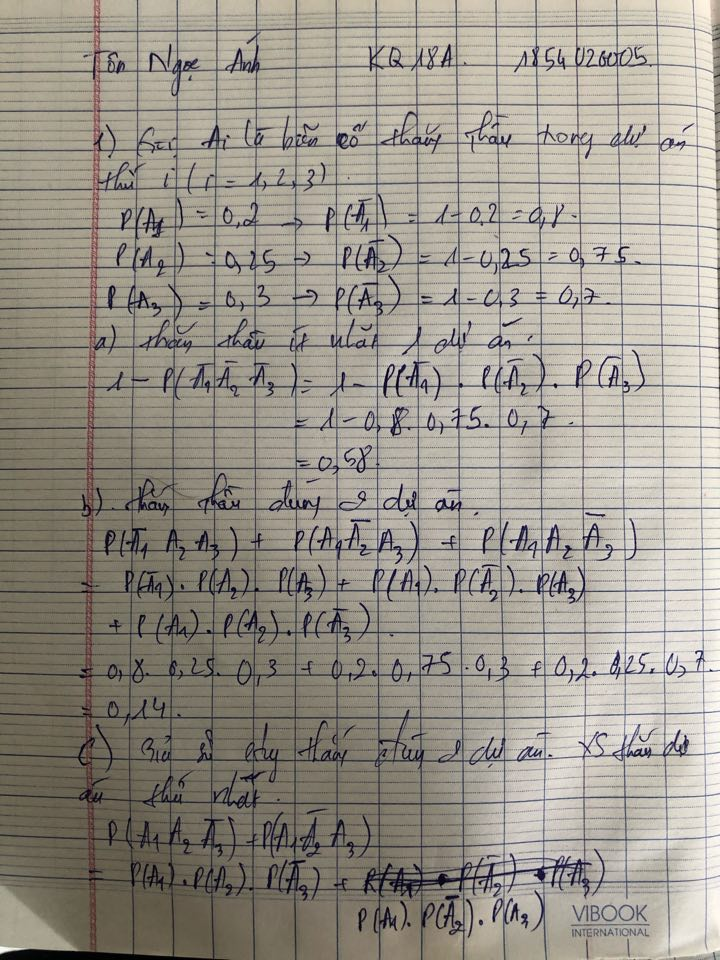 Tôn Ngọc Ánh KQ18A. 1854020005.
1) Gọi Ai là biến cố thắng thầu trong dự án
thứ i (i = 1, 2, 3).
P(A1) = 0,2 → P(Ā1) = 1-0,2 = 0,8.
P(A2) = 0,25 → P(Ā2) = 1-0,25 = 0,75.
P(A3) = 0,3 → P(Ā3) = 1-0,3 = 0,7.
a) thắng thầu ít nhất 1 dự án.
1 - P(Ā1 Ā2 Ā3) = 1 - P(Ā1) . P(Ā2) . P(Ā3)
= 1 - 0,8. 0,75. 0,7.
= 0,58.
b). thắng thầu đúng 2 dự án.
P(Ā1 A2 A3) + P(A1 Ā2 A3) + P(A1 A2 Ā3)
= P(Ā1) . P(A2) . P(A3) + P(A1) . P(Ā2) . P(A3)
+ P(A1) . P(A2) . P(Ā3).
= 0,8. 0,25. 0,3 + 0,2. 0,75. 0,3 + 0,2. 0,25. 0,7.
= 0,14.
c) Giả sử cty thắng đúng 2 dự án. XS thắng dự
án thứ nhất.
P(A1 A2 Ā3) + P(A1 Ā2 A3)
= P(A1) . P(A2) . P(Ā3) + P(A1) . P(Ā2) . P(Ā3)
P(A1). P(Ā2). P(A3)
VIBOOK
INTERNATIONAL